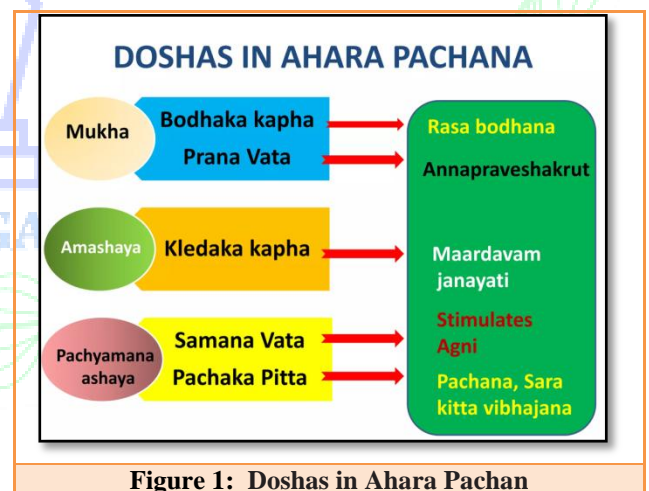 DOSHAS IN AHARA PACHANA
Mukha
Bodhaka kapha
Prana Vata
Rasa bodhana
Annapraveshakrut
Amashaya
Kledaka kapha
Maardavam
janayati
Pachyamana
ashaya
Samana Vata
Pachaka Pitta
Stimulates
Agni
Pachana, Sara
kitta vibhajana
Figure 1: Doshas in Ahara Pachan